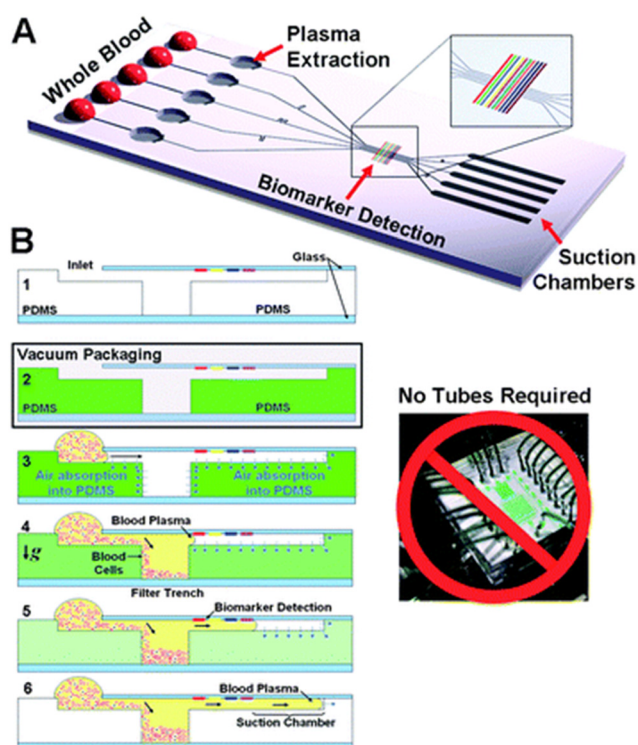 A
Whole Blood
Plasma
Extraction
Biomarker Detection
Suction
Chambers
B
Inlet
Glass
1
PDMS
PDMS
Vacuum Packaging
2
PDMS
PDMS
No Tubes Required
3
Air absorption
into PDMS
Air absorption
into PDMS
4
Blood Plasma
g
Blood
Cells
Filter Trench
5
Biomarker Detection
6
Blood Plasma
Suction Chamber